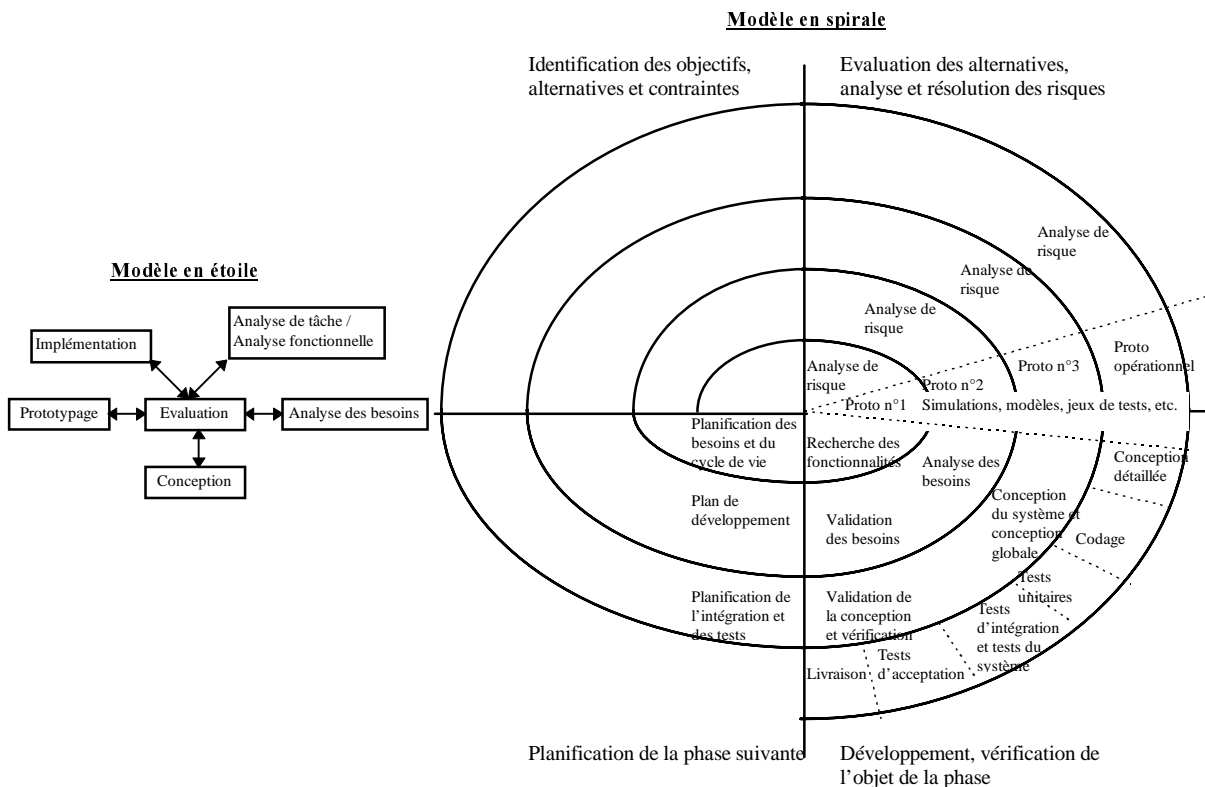 Modèle en spirale
Identification des objectifs,
alternatives et contraintes
Evaluation des alternatives,
analyse et résolution des risques
Modèle en étoile
Implémentation
Analyse de tâche /
Analyse fonctionnelle
Prototypage
Evaluation
Analyse des besoins
Conception
Analyse de
risque
Analyse de
risque
Analyse de
risque
Analyse de
risque
Proto n°1
Proto n°2
Proto n°3
Proto
opérationnel
Simulations, modèles, jeux de tests, etc.
Planification des
besoins et du
cycle de vie
Recherche des
fonctionnalités
Analyse des
besoins
Conception
détaillée
Plan de
développement
Validation
des besoins
Conception
du système et
conception
globale
Codage
Tests
unitaires
Planification de
l'intégration et
des tests
Validation de
la conception
et vérification
Tests
d'intégration
et tests du
système
Tests
d'acceptation
Livraison
Planification de la phase suivante
Développement, vérification de
l'objet de la phase